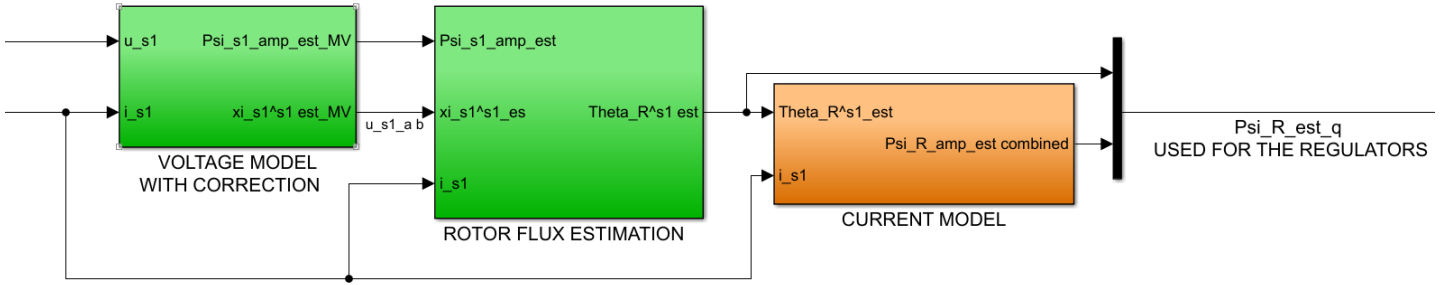 u_s1
Psi_s1_amp_est_MV
i_s1
xi_s1^s1 est_MV
VOLTAGE MODEL
WITH CORRECTION
u_s1_a b
Psi_s1_amp_est
xi_s1^s1_es
Theta_R^s1 est
i_s1
ROTOR FLUX ESTIMATION
Theta_R^s1_est
Psi_R_amp_est combined
i_s1
CURRENT MODEL
Psi_R_est_q
USED FOR THE REGULATORS